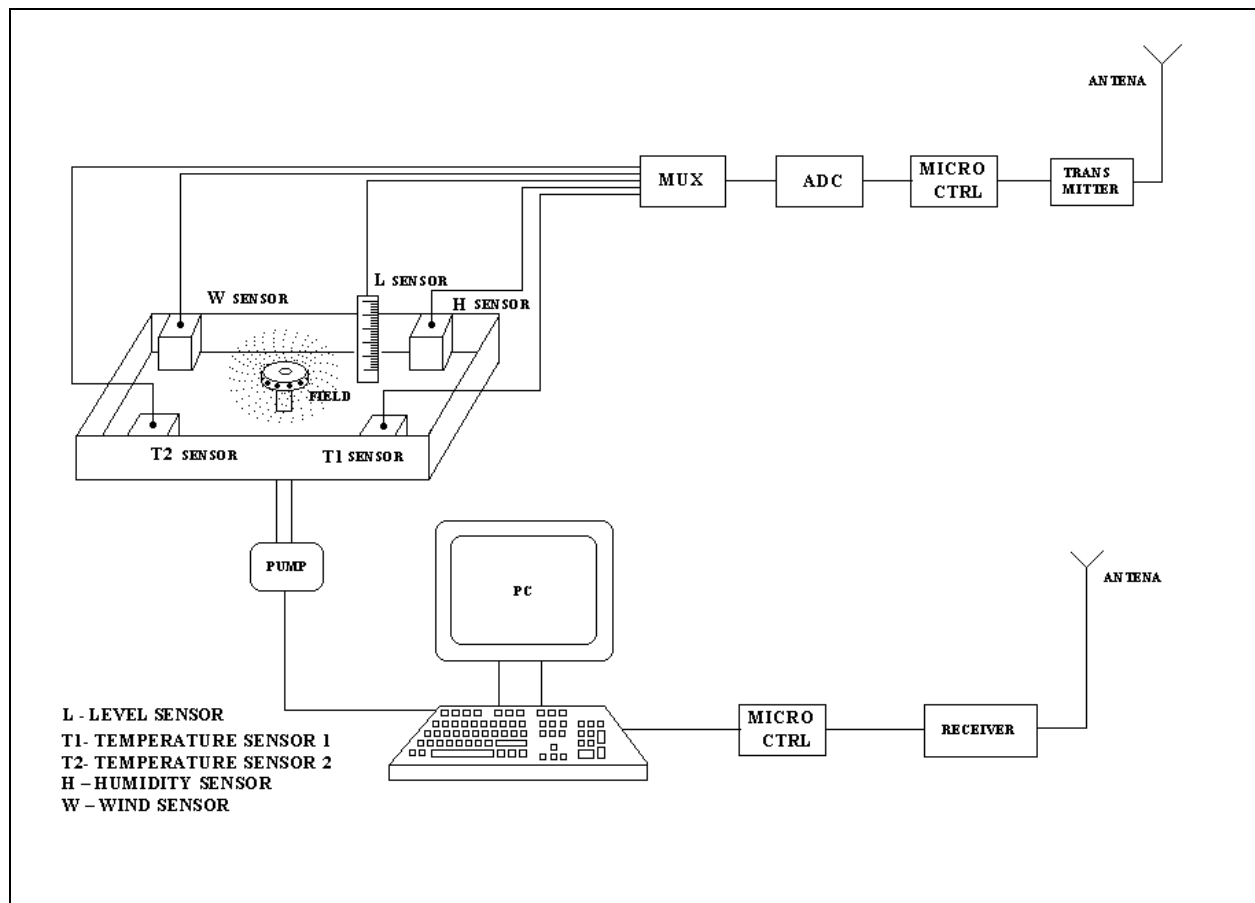 ANTENA
MUX
ADC
MICRO
CTRL
TRANS
MITTER
L SENSOR
W SENSOR
H SENSOR
FIELD
T2 SENSOR
T1 SENSOR
PUMP
PC
ANTENA
L - LEVEL SENSOR
T1- TEMPERATURE SENSOR 1
T2- TEMPERATURE SENSOR 2
H – HUMIDITY SENSOR
W – WIND SENSOR
MICRO
CTRL
RECEIVER